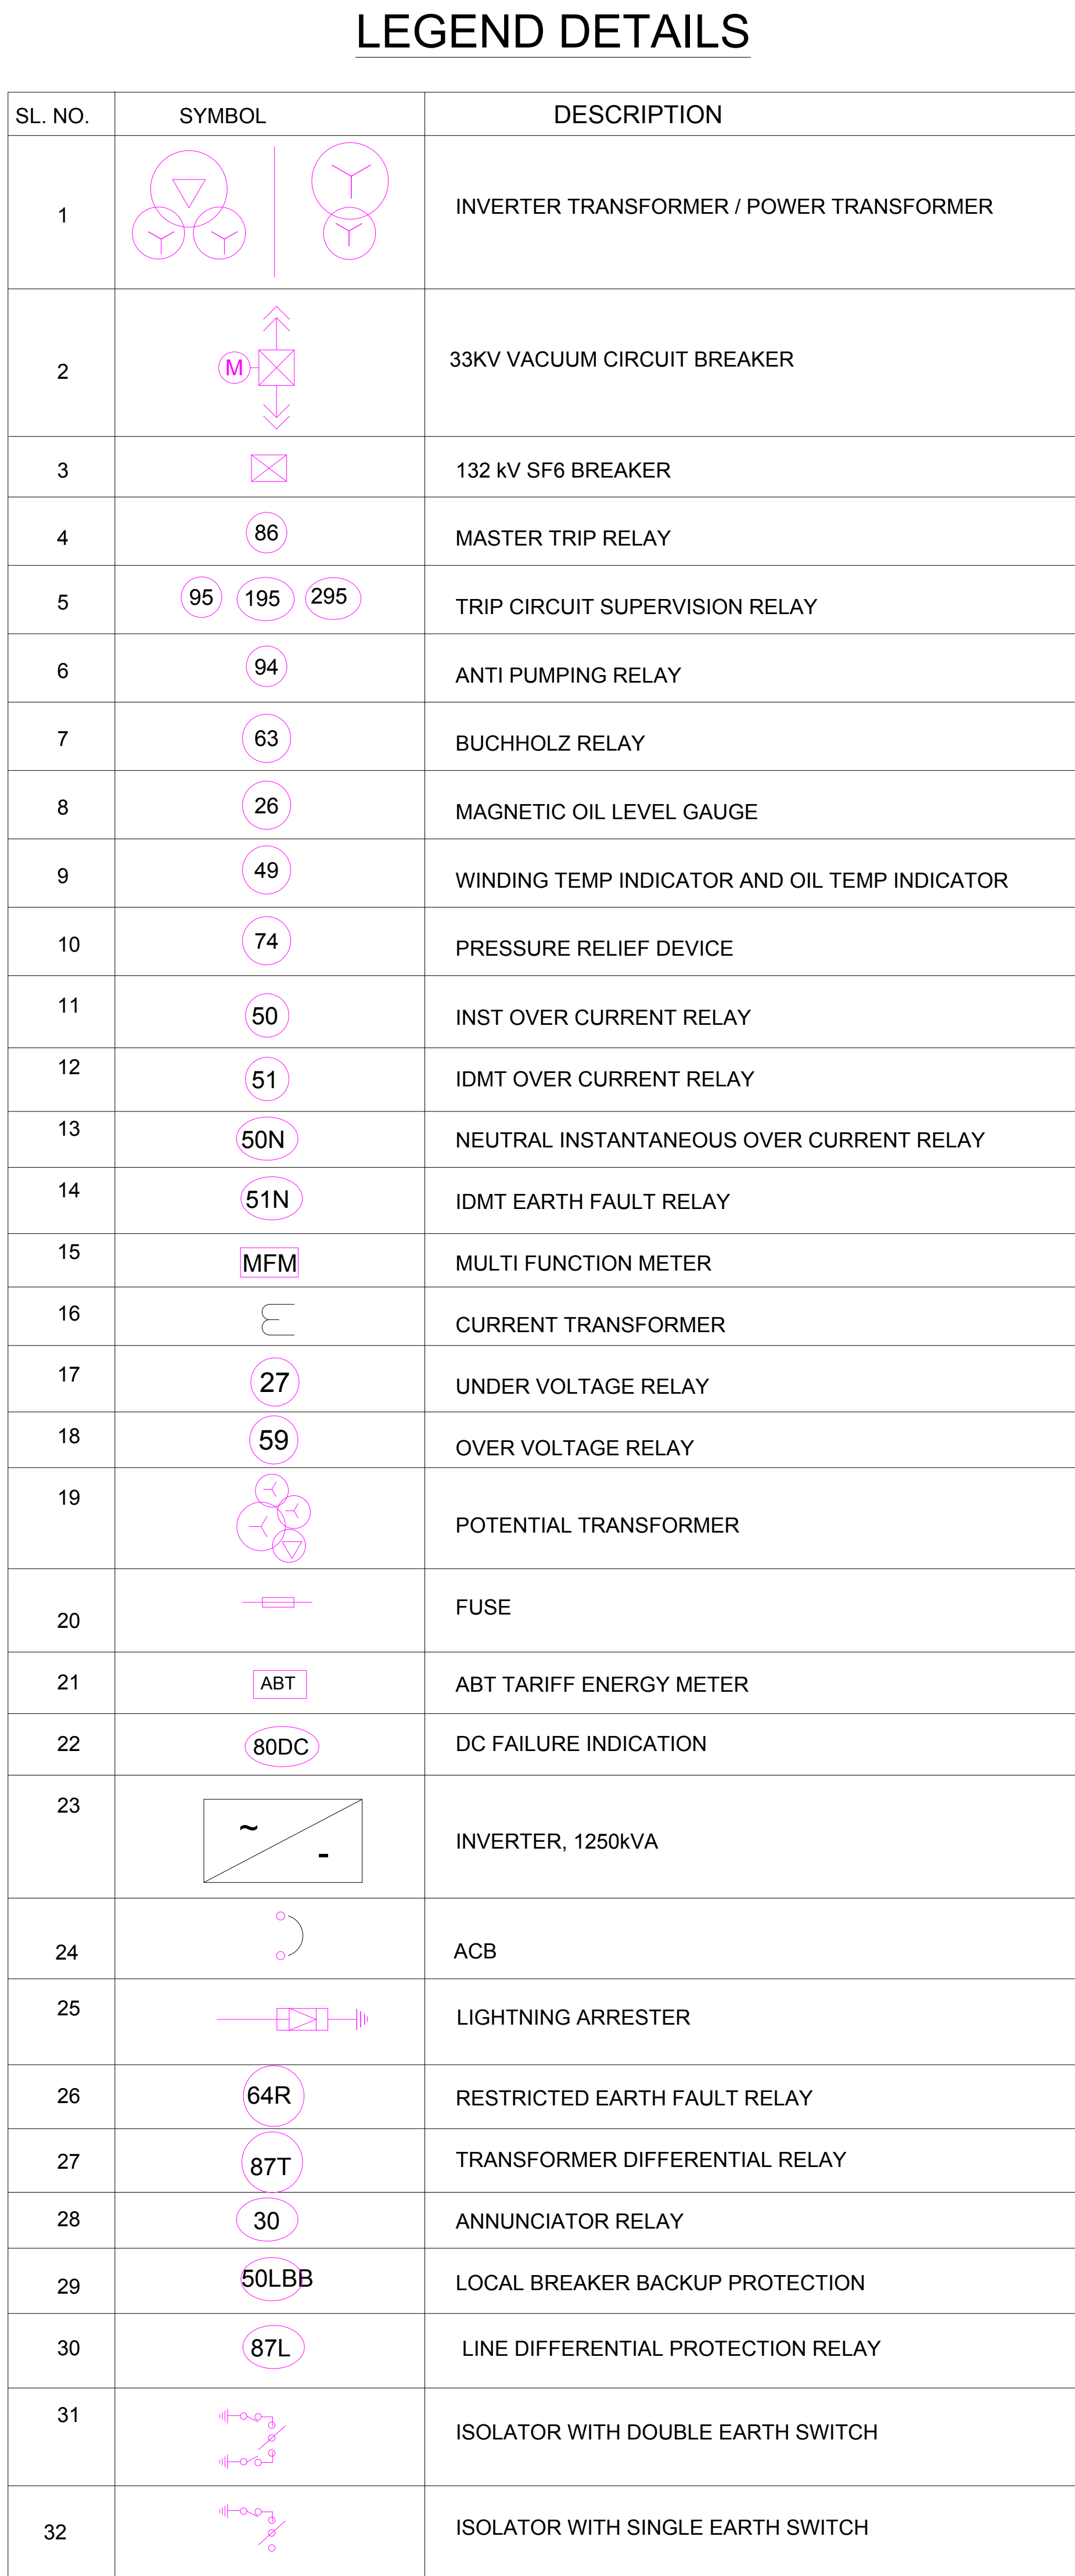 LEGEND DETAILS
SL. NO. SYMBOL DESCRIPTION
1 INVERTER TRANSFORMER / POWER TRANSFORMER
2 M 33KV VACUUM CIRCUIT BREAKER
3 132 kV SF6 BREAKER
4 86 MASTER TRIP RELAY
5 95 195 295 TRIP CIRCUIT SUPERVISION RELAY
6 94 ANTI PUMPING RELAY
7 63 BUCHHOLZ RELAY
8 26 MAGNETIC OIL LEVEL GAUGE
9 49 WINDING TEMP INDICATOR AND OIL TEMP INDICATOR
10 74 PRESSURE RELIEF DEVICE
11 50 INST OVER CURRENT RELAY
12 51 IDMT OVER CURRENT RELAY
13 50N NEUTRAL INSTANTANEOUS OVER CURRENT RELAY
14 51N IDMT EARTH FAULT RELAY
15 MFM MULTI FUNCTION METER
16 CURRENT TRANSFORMER
17 27 UNDER VOLTAGE RELAY
18 59 OVER VOLTAGE RELAY
19 POTENTIAL TRANSFORMER
20 FUSE
21 ABT ABT TARIFF ENERGY METER
22 80DC DC FAILURE INDICATION
23 ~ - INVERTER, 1250kVA
24 ACB
25 LIGHTNING ARRESTER
26 64R RESTRICTED EARTH FAULT RELAY
27 87T TRANSFORMER DIFFERENTIAL RELAY
28 30 ANNUNCIATOR RELAY
29 50LBB LOCAL BREAKER BACKUP PROTECTION
30 87L LINE DIFFERENTIAL PROTECTION RELAY
31 ISOLATOR WITH DOUBLE EARTH SWITCH
32 ISOLATOR WITH SINGLE EARTH SWITCH